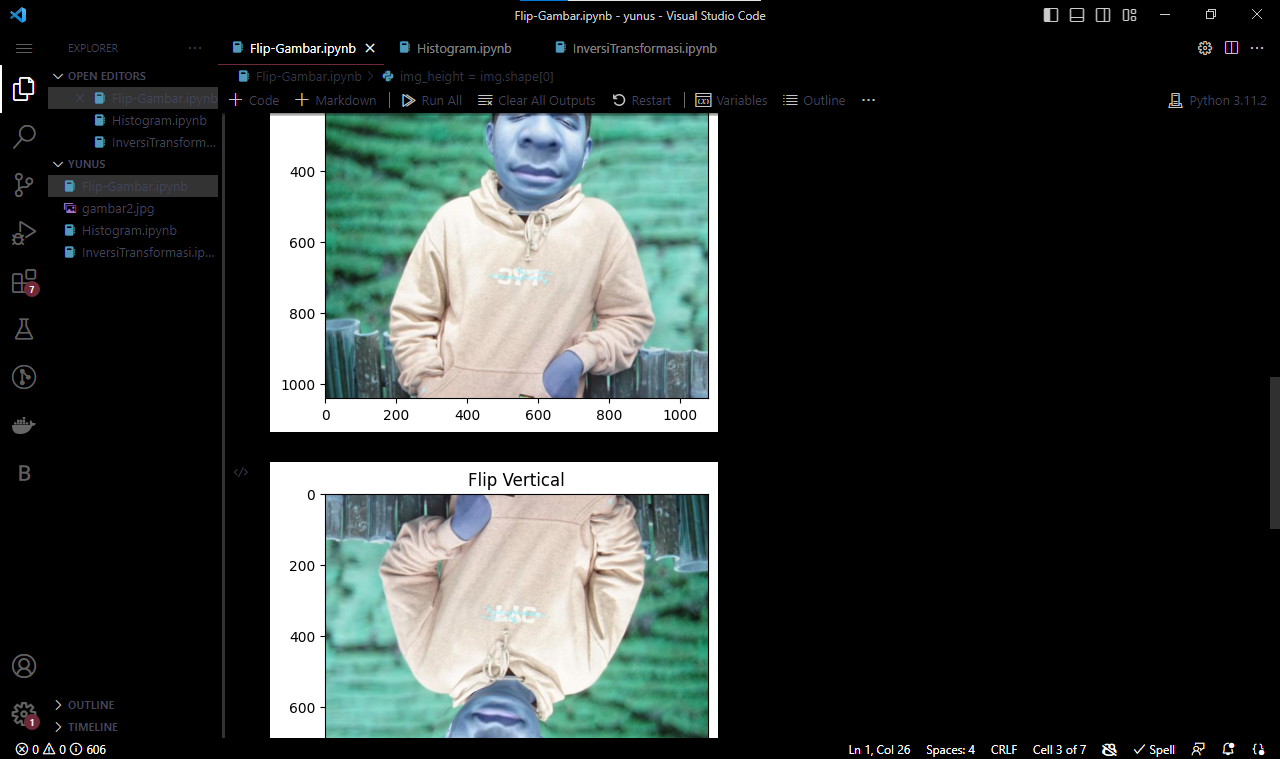 Flip-Gambar.ipynb - yunus - Visual Studio Code
EXPLORER
Flip-Gambar.ipynb
Histogram.ipynb
InversiTransformasi.ipynb
OPEN EDITORS
Flip-Gambar.ipynb
Histogram.ipynb
InversiTransform...
YUNUS
Flip-Gambar.ipynb
gambar2.jpg
Histogram.ipynb
InversiTransformasi.ip...
7
B
1
OUTLINE
TIMELINE
Flip-Gambar.ipynb > img_height = img.shape[0]
+ Code + Markdown | Run All Clear All Outputs Restart | Variables Outline ... Python 3.11.2
400
600
800
1000
0 200 400 600 800 1000
Flip Vertical
0
200
400
600
0 0 606 Ln 1, Col 26 Spaces: 4 CRLF Cell 3 of 7 Spell